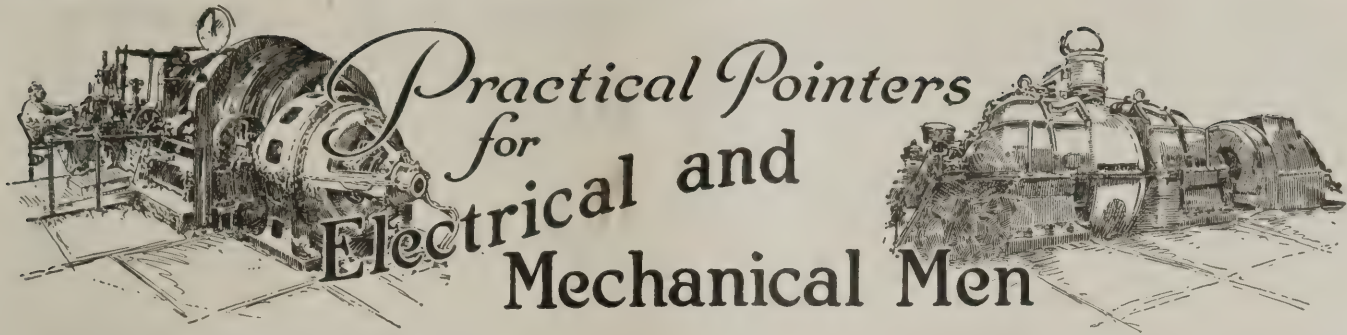 Practical Pointers
for
Electrical and
Mechanical Men